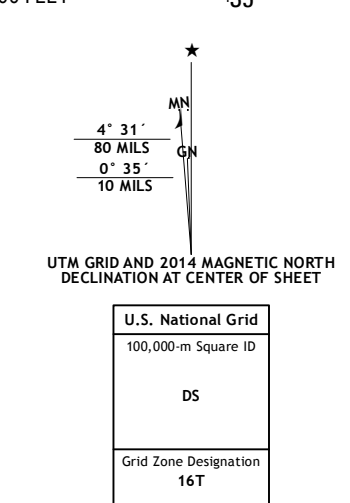 MN
4° 31´
80 MILS
GN
0° 35´
10 MILS
UTM GRID AND 2014 MAGNETIC NORTH
DECLINATION AT CENTER OF SHEET
U.S. National Grid
100,000-m Square ID
DS
Grid Zone Designation
16T